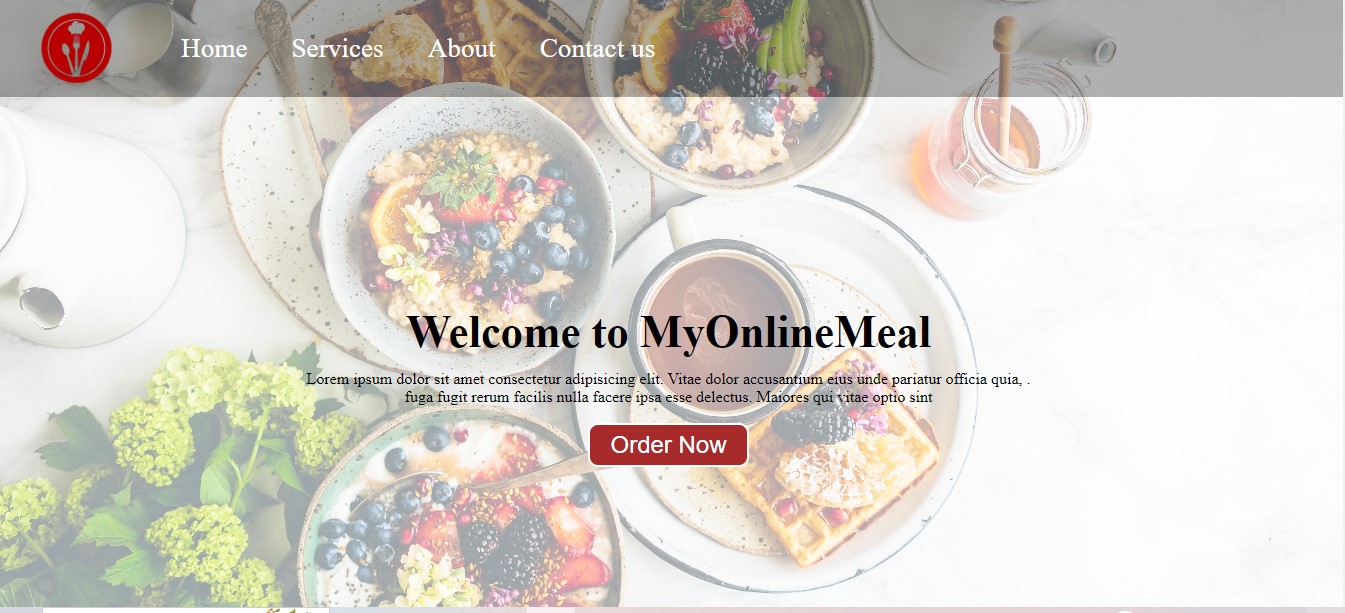 Home Services About Contact us
Welcome to MyOnlineMeal
Lorem ipsum dolor sit amet consectetur adipisicing elit. Vitae dolor accusantium eius unde pariatur officia quia, .
fuga fugit rerum facilis nulla facere ipsa esse delectus. Maiores qui vitae optio sint
Order Now